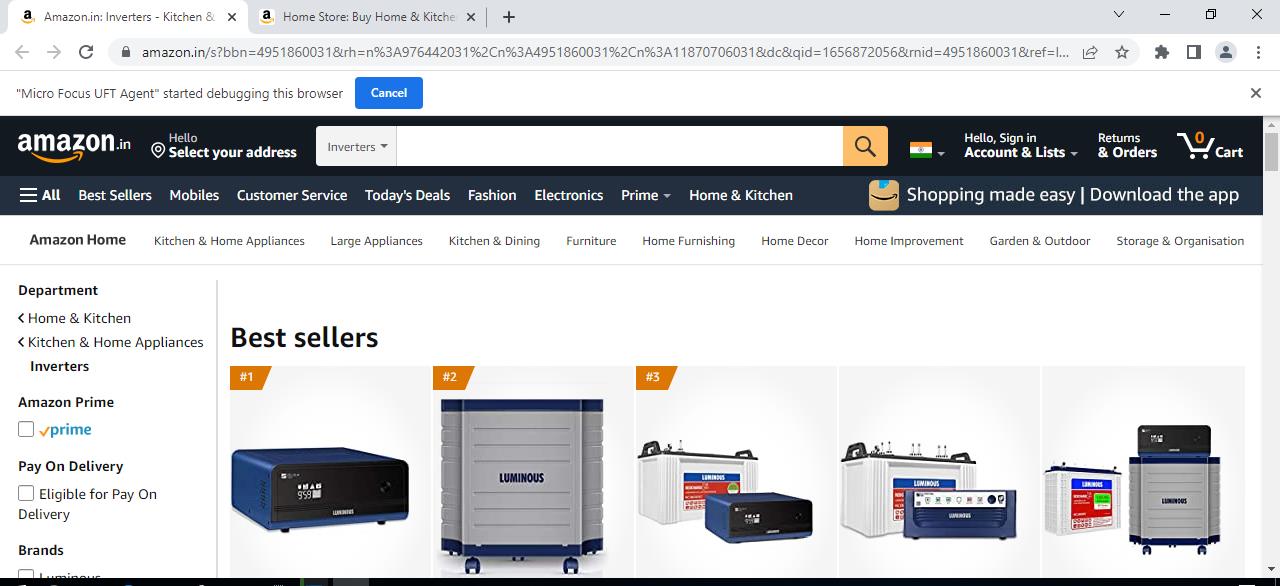 Amazon.in: Inverters - Kitchen &
Home Store: Buy Home & Kitche
amazon.in/s?bbn=4951860031&rh=n%3A976442031%2Cn%3A4951860031%2Cn%3A11870706031&dc&qid=1656872056&rnid=4951860031&ref=l...
"Micro Focus UFT Agent" started debugging this browser
Cancel
amazon.in
Hello
Select your address
Inverters
Hello, Sign in
Account & Lists
Returns
& Orders
0
Cart
All Best Sellers Mobiles Customer Service Today's Deals Fashion Electronics Prime Home & Kitchen
Shopping made easy | Download the app
Amazon Home Kitchen & Home Appliances Large Appliances Kitchen & Dining Furniture Home Furnishing Home Decor Home Improvement Garden & Outdoor Storage & Organisation
Department
Home & Kitchen
Kitchen & Home Appliances
Inverters
Amazon Prime
prime
Pay On Delivery
Eligible for Pay On
Delivery
Brands
Luminous
Best sellers
#1
#2
#3
LUMINOUS
LUMINOUS
LUMINOUS
LUMINOUS
LUMINOUS
LUMINOUS
LUMINOUS